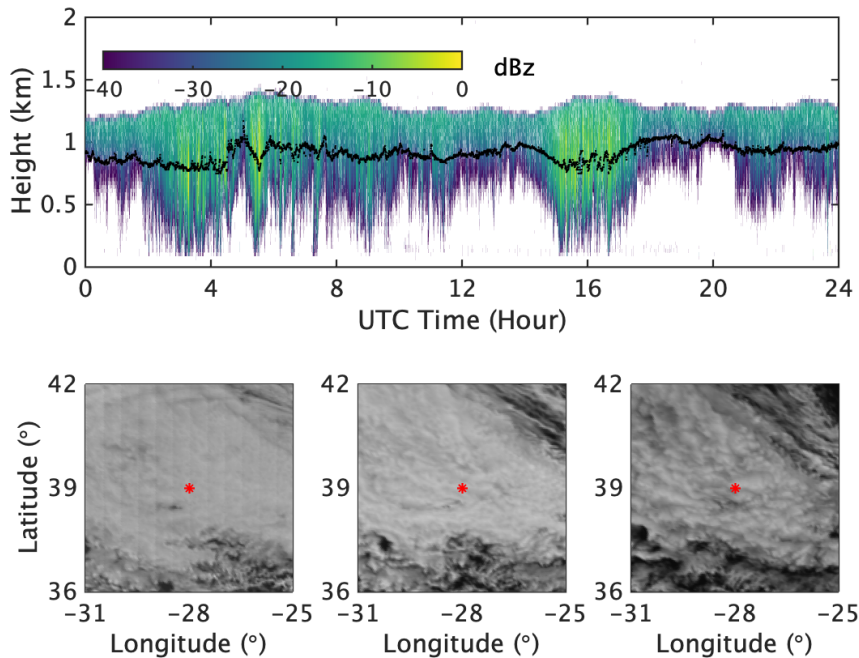 2
−40 −30 −20 −10 0 dBz
1.5
1
0.5
0
Height (km)
0 4 8 12 16 20 24
UTC Time (Hour)
42 42 42
39 39 39
36 36 36
Latitude (°)
−31 −28 −25 −31 −28 −25 −31 −28 −25
Longitude (°) Longitude (°) Longitude (°)